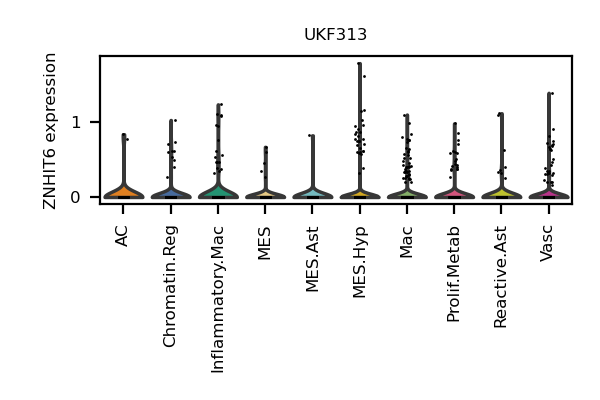 UKF313
ZNHIT6 expression
1
0
AC
Chromatin.Reg
Inflammatory.Mac
MES
MES.Ast
MES.Hyp
Mac
Prolif.Metab
Reactive.Ast
Vasc